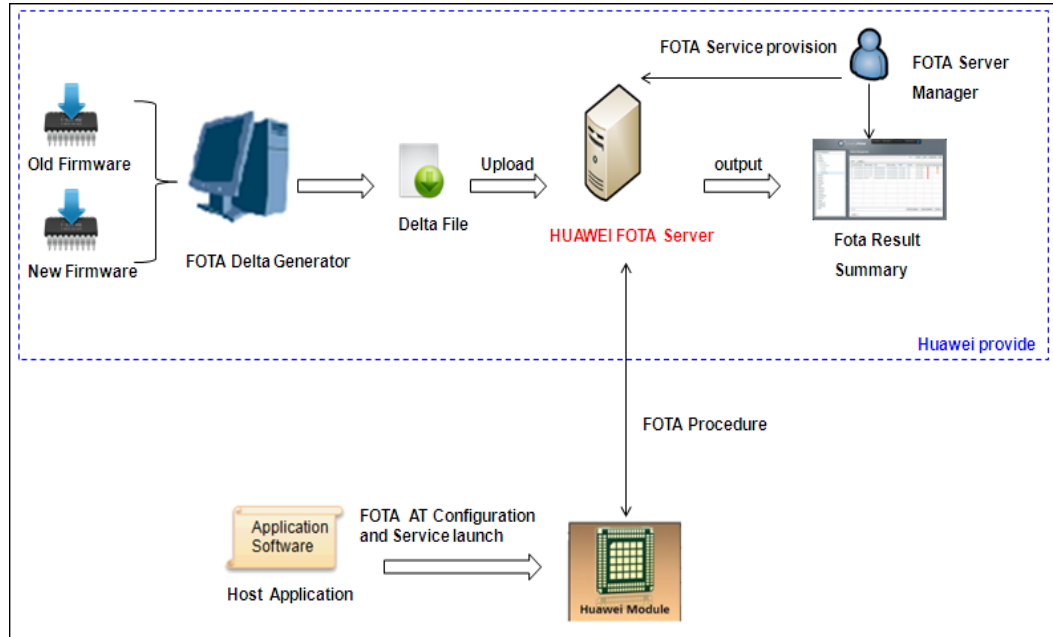 FOTA Service provision
FOTA Server
Manager
Old Firmware
New Firmware
FOTA Delta Generator
Delta File
Upload
HUAWEI FOTA Server
output
Fota Result
Summary
Huawei provide
FOTA Procedure
Application
Software
Host Application
FOTA AT Configuration
and Service launch
Huawei Module